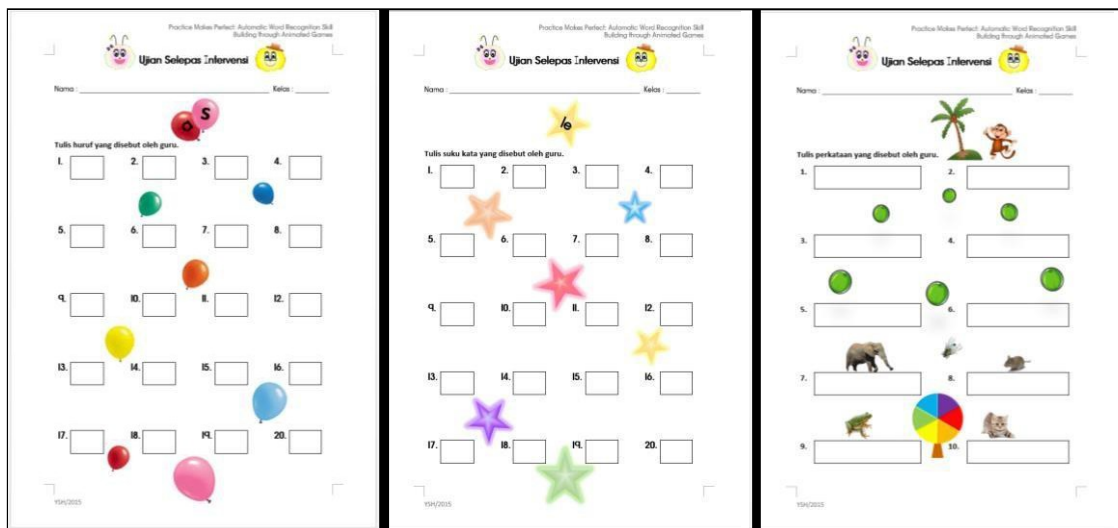 Practice Makes Perfect: Automatic Word Recognition Skill
Building through Animated Games
Ujian Selepas Intervensi
Nama : Kelas :
a s
Tulis huruf yang disebut oleh guru.
1. 2. 3. 4.
5. 6. 7. 8.
9. 10. 11. 12.
13. 14. 15. 16.
17. 18. 19. 20.
YSH/2015
Practice Makes Perfect: Automatic Word Recognition Skill
Building through Animated Games
Ujian Selepas Intervensi
Nama : Kelas :
le
Tulis suku kata yang disebut oleh guru.
1. 2. 3. 4.
5. 6. 7. 8.
9. 10. 11. 12.
13. 14. 15. 16.
17. 18. 19. 20.
YSH/2015
Practice Makes Perfect: Automatic Word Recognition Skill
Building through Animated Games
Ujian Selepas Intervensi
Nama : Kelas :
Tulis perkataan yang disebut oleh guru.
1. 2.
3. 4.
5. 6.
7. 8.
9. 10.
YSH/2015